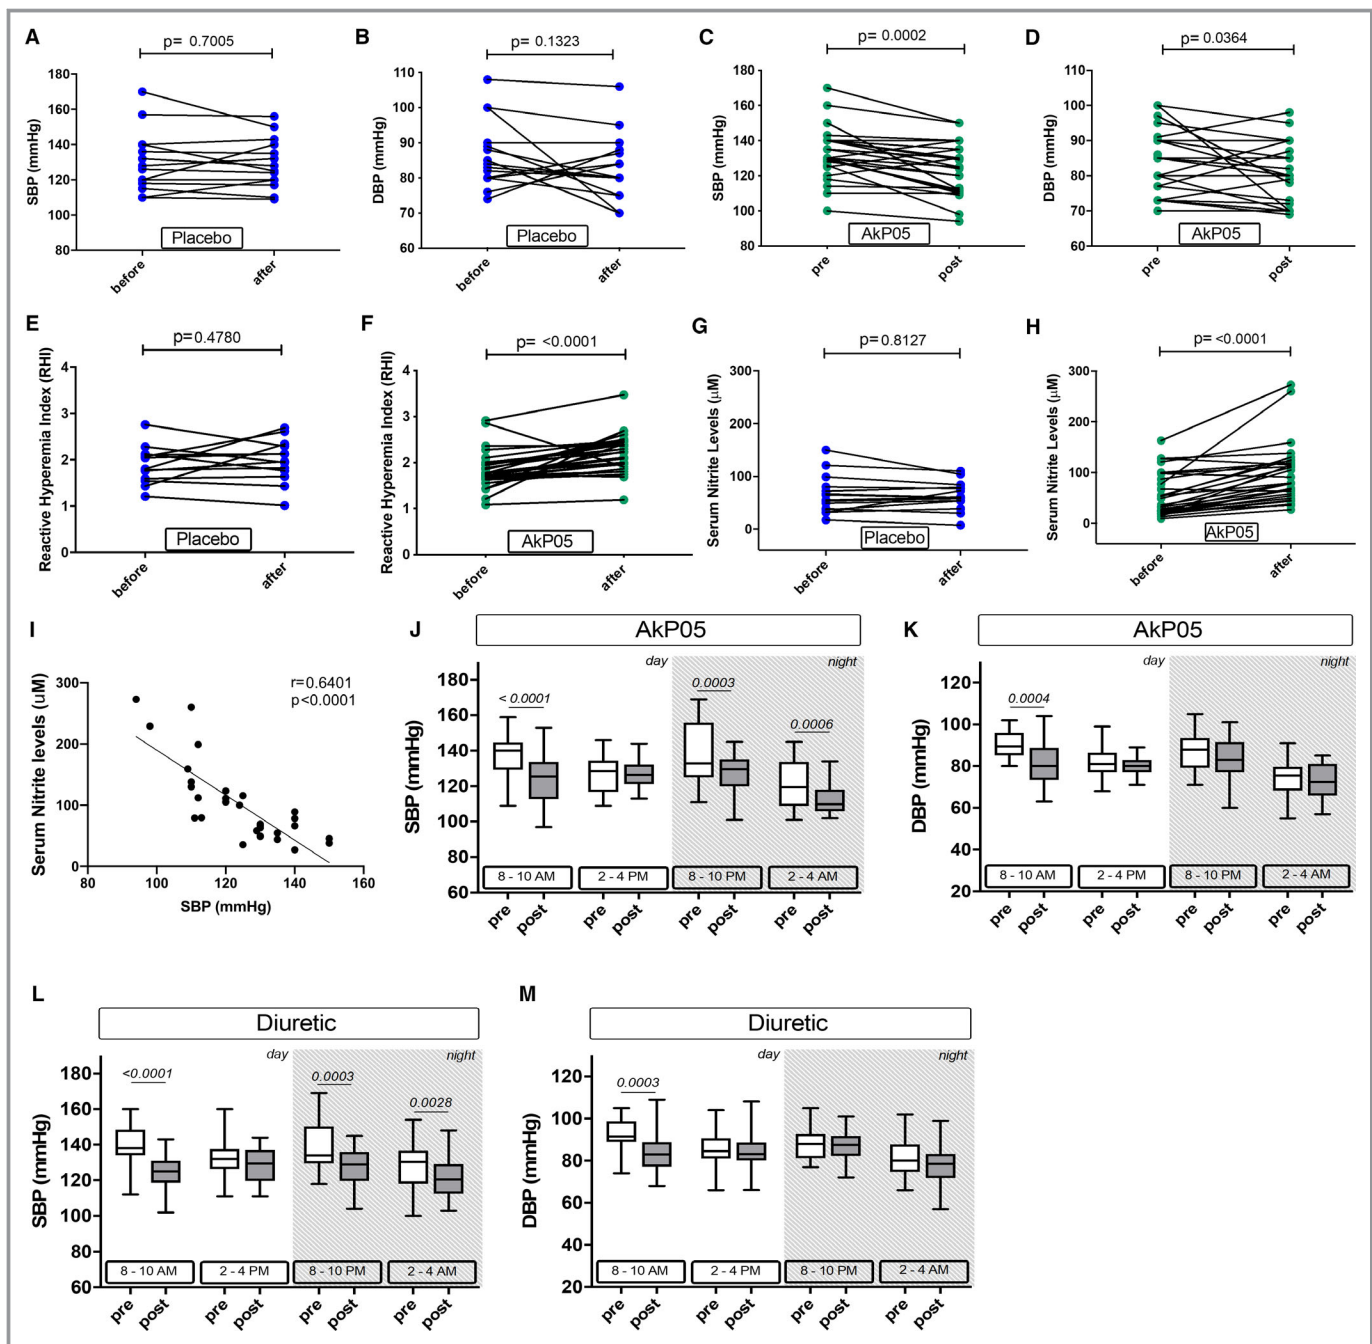 A
p= 0.7005
SBP (mmHg)
180
160
140
120
100
80
Placebo
before
after
B
p= 0.1323
DBP (mmHg)
110
100
90
80
70
60
Placebo
before
after
C
p= 0.0002
SBP (mmHg)
180
160
140
120
100
80
AkP05
pre
post
D
p= 0.0364
DBP (mmHg)
110
100
90
80
70
60
AkP05
pre
post
E
p=0.4780
Reactive Hyperemia Index (RHI)
4
3
2
1
0
Placebo
before
after
F
p= <0.0001
Reactive Hyperemia Index (RHI)
4
3
2
1
0
AkP05
before
after
G
p=0.8127
Serum Nitrite Levels (µM)
300
200
100
0
Placebo
before
after
H
p= <0.0001
Serum Nitrite Levels (µM)
300
200
100
0
AkP05
before
after
I
r=0.6401
p<0.0001
Serum Nitrite levels (uM)
300
200
100
0
80
100
120
140
160
SBP (mmHg)
J
AkP05
day
night
SBP (mmHg)
180
160
140
120
100
80
60
< 0.0001
0.0003
0.0006
8 - 10 AM
2 - 4 PM
8 - 10 PM
2 - 4 AM
pre
post
pre
post
pre
post
pre
post
K
AkP05
day
night
DBP (mmHg)
120
100
80
60
40
20
0.0004
8 - 10 AM
2 - 4 PM
8 - 10 PM
2 - 4 AM
pre
post
pre
post
pre
post
pre
post
L
Diuretic
day
night
SBP (mmHg)
180
160
140
120
100
80
60
<0.0001
0.0003
0.0028
8 - 10 AM
2 - 4 PM
8 - 10 PM
2 - 4 AM
pre
post
pre
post
pre
post
pre
post
M
Diuretic
day
night
DBP (mmHg)
120
100
80
60
40
20
0.0003
8 - 10 AM
2 - 4 PM
8 - 10 PM
2 - 4 AM
pre
post
pre
post
pre
post
pre
post